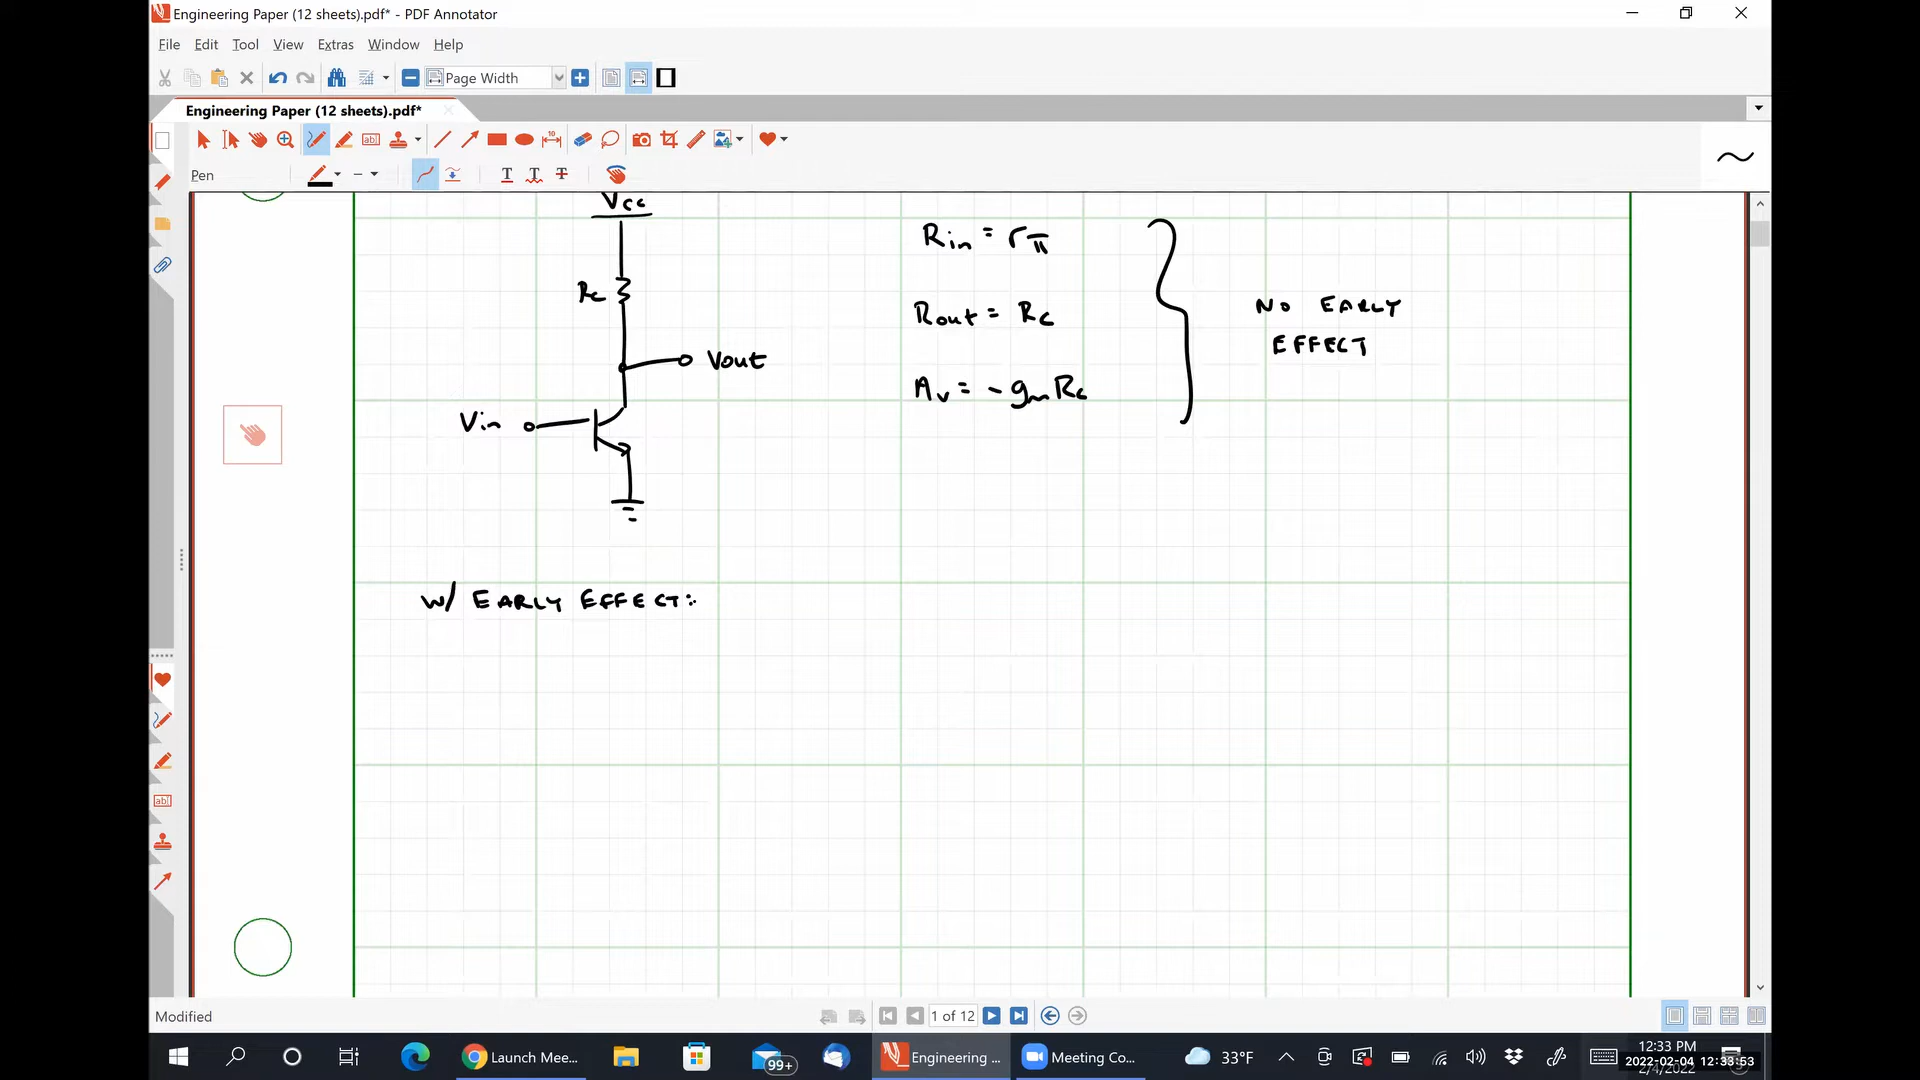 Engineering Paper (12 sheets).pdf* - PDF Annotator
File Edit Tool View Extras Window Help
Page Width
Engineering Paper (12 sheets).pdf*
Pen
Vcc
Rc
Vout
Vin
Rin = rπ
Rout = Rc
Av = - gmRc
NO EARLY
EFFECT
W/ EARLY EFFECT:
Modified
1 of 12
Launch Mee...
99+
Engineering ...
Meeting Co...
33°F
12:33 PM
2022-02-04 12:33:53
2/4/2022